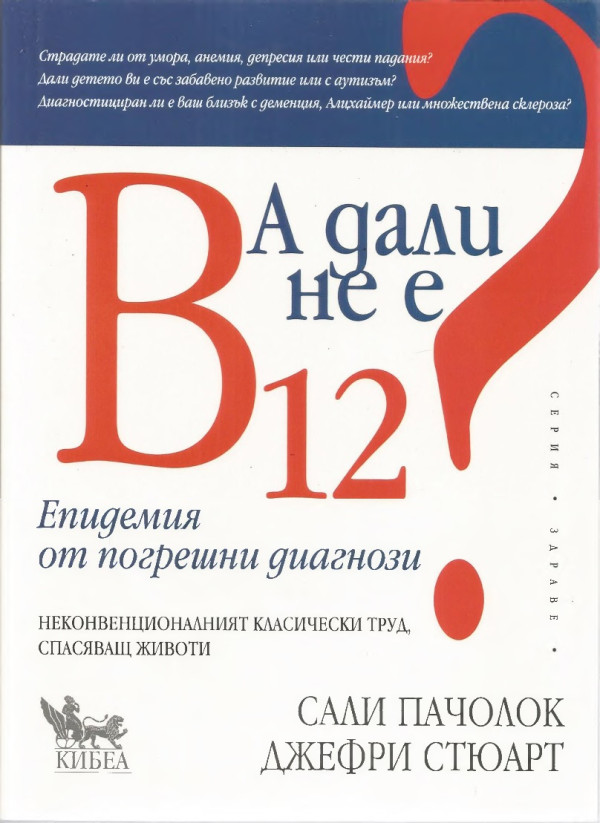 Страдате ли от умора, анемия, депресия или чести падания?
Дали детето ви е със забавено развитие или с аутизъм?
Диагностициран ли е ваш близък с деменция, Алцхаймер или множествена склероза?
А дали
не е
B12?
Епидемия
от погрешни диагнози
НЕКОНВЕНЦИОНАЛНИЯТ КЛАСИЧЕСКИ ТРУД,
СПАСЯВАЩ ЖИВОТИ
СЕРИЯ • ЗДРАВЕ •
САЛИ ПАЧОЛОК
ДЖЕФРИ СТЮАРТ
КИБЕА